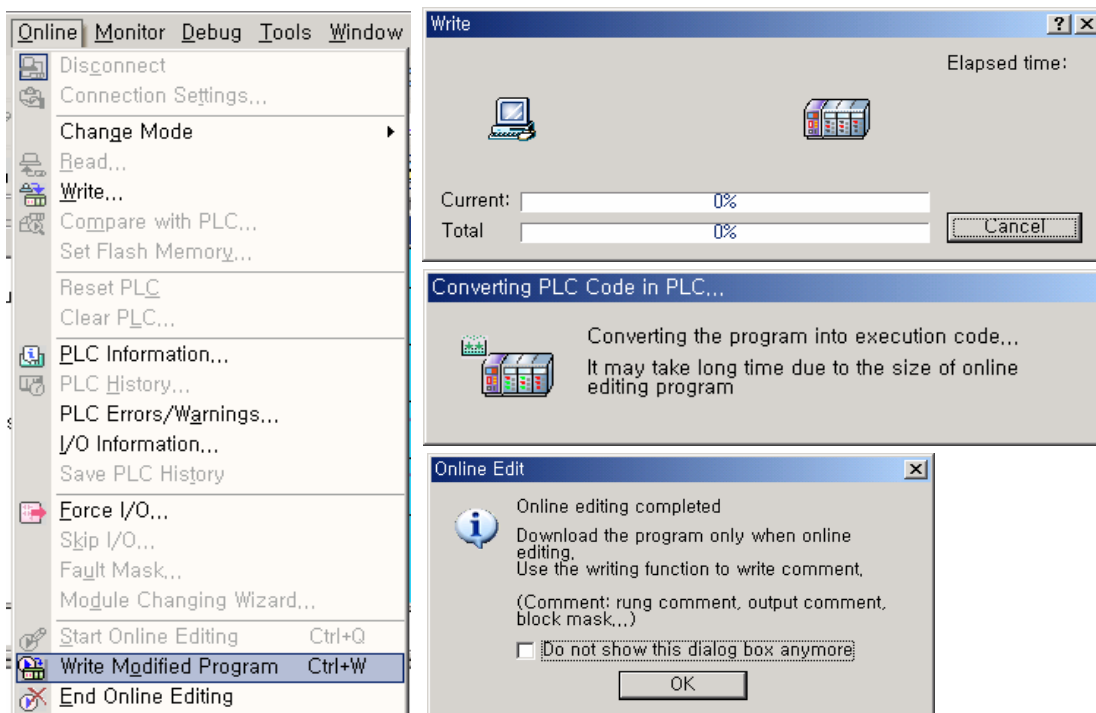 Online Monitor Debug Tools Window
Disconnect
Connection Settings...
Change Mode
Read...
Write...
Compare with PLC...
Set Flash Memory...
Reset PLC
Clear PLC...
PLC Information...
PLC History...
PLC Errors/Warnings...
I/O Information...
Save PLC History
Force I/O...
Skip I/O...
Fault Mask...
Module Changing Wizard...
Start Online Editing Ctrl+Q
Write Modified Program Ctrl+W
End Online Editing
Write
Elapsed time:
Current: 0%
Total 0%
Cancel
Converting PLC Code in PLC...
Converting the program into execution code...
It may take long time due to the size of online
editing program
Online Edit
Online editing completed
Download the program only when online
editing.
Use the writing function to write comment.
(Comment: rung comment, output comment,
block mask...)
Do not show this dialog box anymore
OK